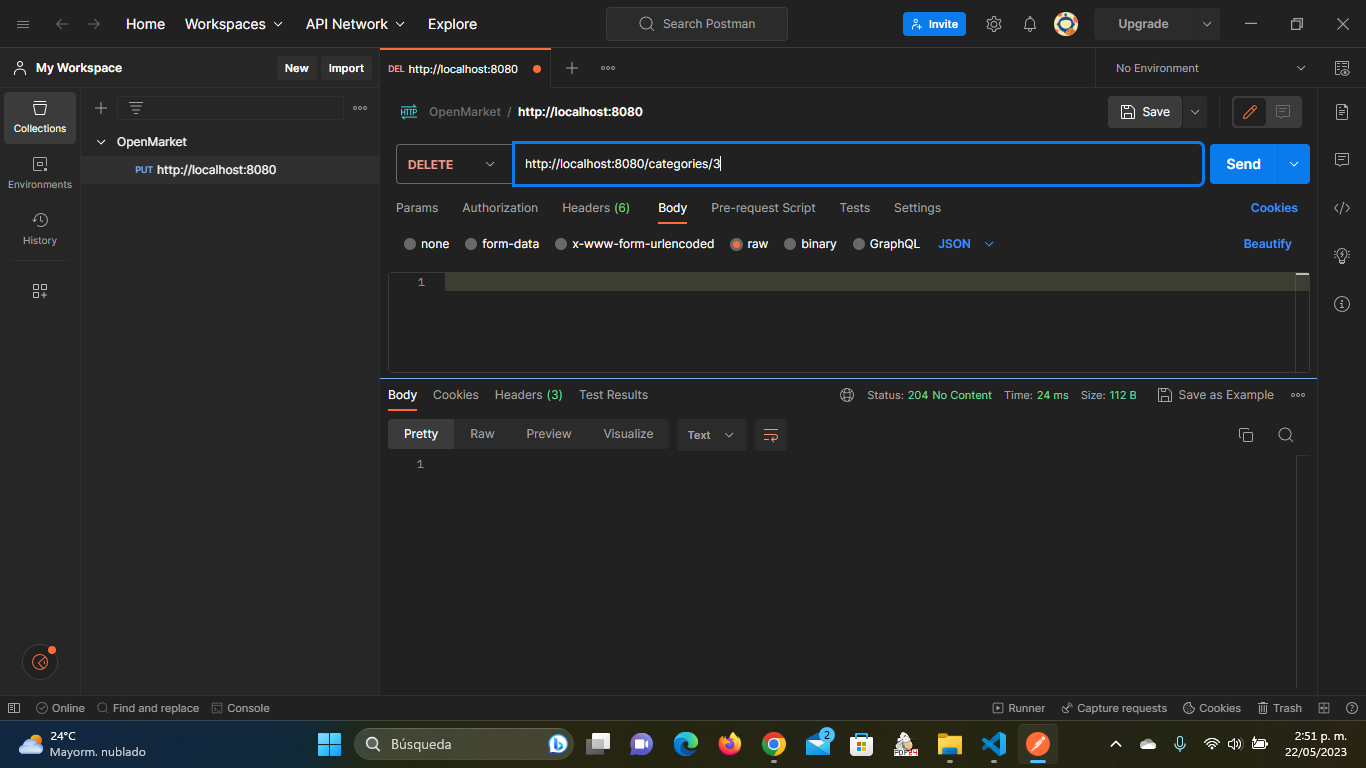 Home Workspaces API Network Explore Search Postman Invite Upgrade
My Workspace New Import DEL http://localhost:8080 No Environment
Collections
Environments
History
OpenMarket
PUT http://localhost:8080
HTTP OpenMarket / http://localhost:8080 Save
DELETE http://localhost:8080/categories/3 Send
Params Authorization Headers (6) Body Pre-request Script Tests Settings Cookies
none form-data x-www-form-urlencoded raw binary GraphQL JSON Beautify
1
Body Cookies Headers (3) Test Results Status: 204 No Content Time: 24 ms Size: 112 B Save as Example
Pretty Raw Preview Visualize Text
1
Online Find and replace Console Runner Capture requests Cookies Trash
24°C
Mayorm. nublado
Búsqueda
2
PDF24
2:51 p. m.
22/05/2023